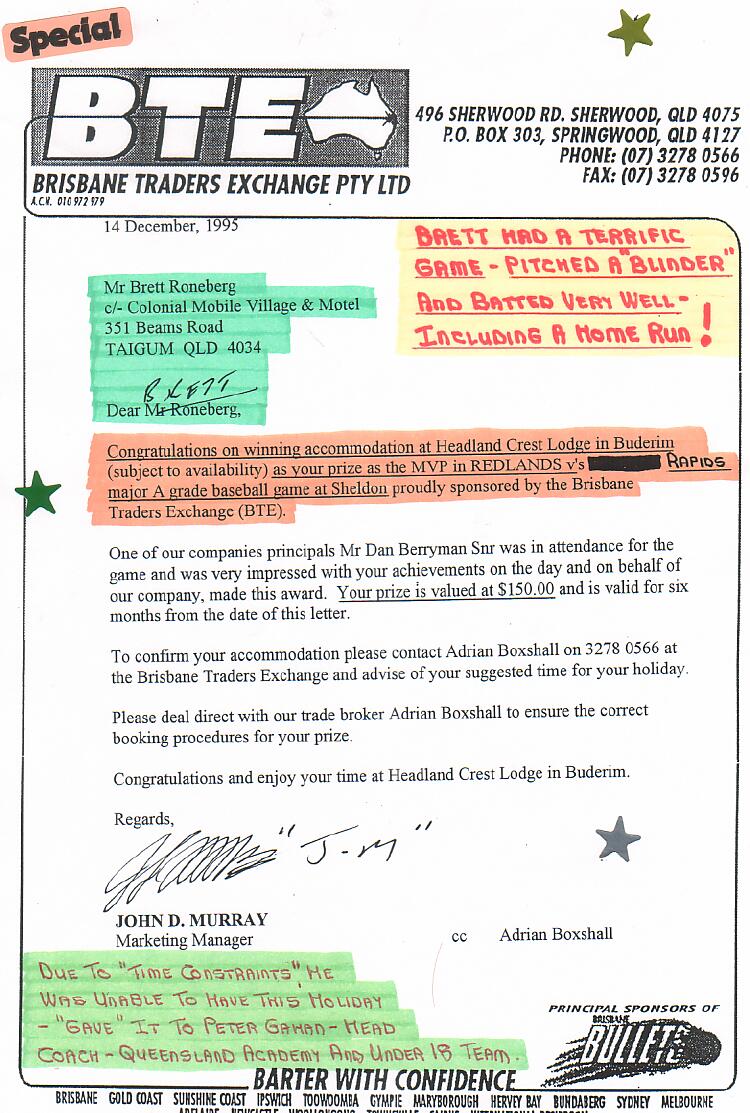 Special
BTE
496 SHERWOOD RD. SHERWOOD, QLD 4075
P.O. BOX 303, SPRINGWOOD, QLD 4127
PHONE: (07) 3278 0566
FAX: (07) 3278 0596
BRISBANE TRADERS EXCHANGE PTY LTD
A.C.N. 010 972 979
14 December, 1995
BRETT HAD A TERRIFIC
GAME - PITCHED A "BLINDER"
AND BATTED VERY WELL -
INCLUDING A HOME RUN!
Mr Brett Roneberg
c/- Colonial Mobile Village & Motel
351 Beams Road
TAIGUM QLD 4034
BRETT
Dear Mr Roneberg,
Congratulations on winning accommodation at Headland Crest Lodge in Buderim
(subject to availability) as your prize as the MVP in REDLANDS v's RAPIDS
major A grade baseball game at Sheldon proudly sponsored by the Brisbane
Traders Exchange (BTE).
One of our companies principals Mr Dan Berryman Snr was in attendance for the
game and was very impressed with your achievements on the day and on behalf of
our company, made this award. Your prize is valued at $150.00 and is valid for six
months from the date of this letter.
To confirm your accommodation please contact Adrian Boxshall on 3278 0566 at
the Brisbane Traders Exchange and advise of your suggested time for your holiday.
Please deal direct with our trade broker Adrian Boxshall to ensure the correct
booking procedures for your prize.
Congratulations and enjoy your time at Headland Crest Lodge in Buderim.
Regards,
"J-M"
JOHN D. MURRAY
Marketing Manager
cc Adrian Boxshall
DUE TO "TIME CONSTRAINTS", HE
WAS UNABLE TO HAVE THIS HOLIDAY
- "GAVE" IT TO PETER GAHAN - HEAD
COACH - QUEENSLAND ACADEMY AND UNDER 18 TEAM.
PRINCIPAL SPONSORS OF
BRISBANE
BULLETS
BARTER WITH CONFIDENCE
BRISBANE GOLD COAST SUNSHINE COAST IPSWICH TOOWOOMBA GYMPIE MARYBOROUGH HERVEY BAY BUNDABERG SYDNEY MELBOURNE